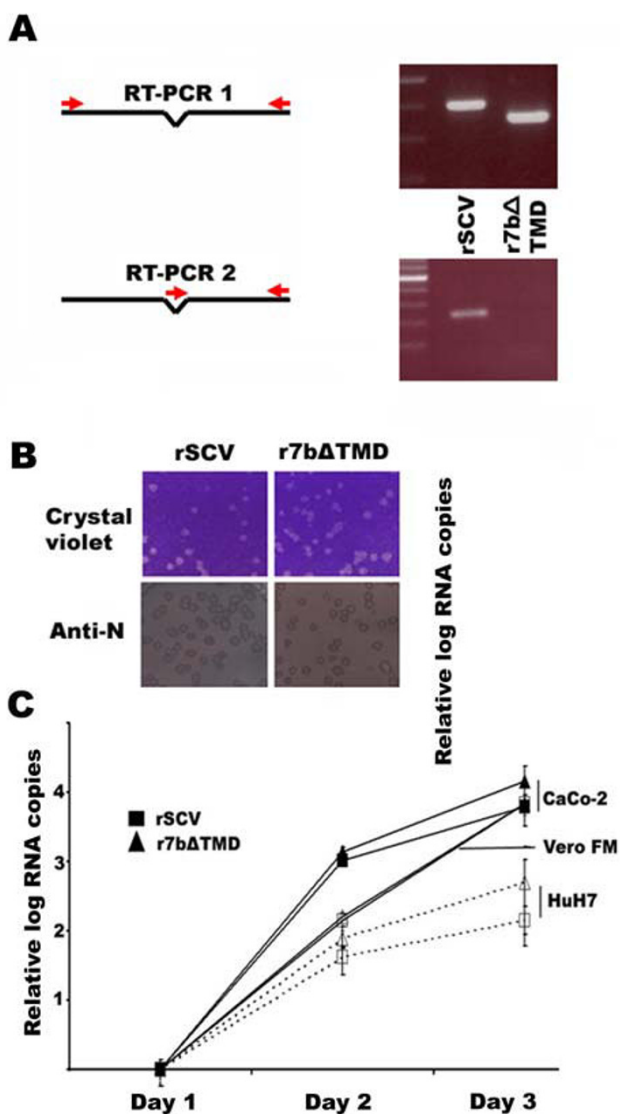 A
RT-PCR 1
rSCV
r7bΔ
TMD
RT-PCR 2
B
rSCV
r7bΔTMD
Crystal
violet
Anti-N
Relative log RNA copies
C
Relative log RNA copies
4
3
2
1
rSCV
r7bΔTMD
CaCo-2
Vero FM
HuH7
Day 1
Day 2
Day 3